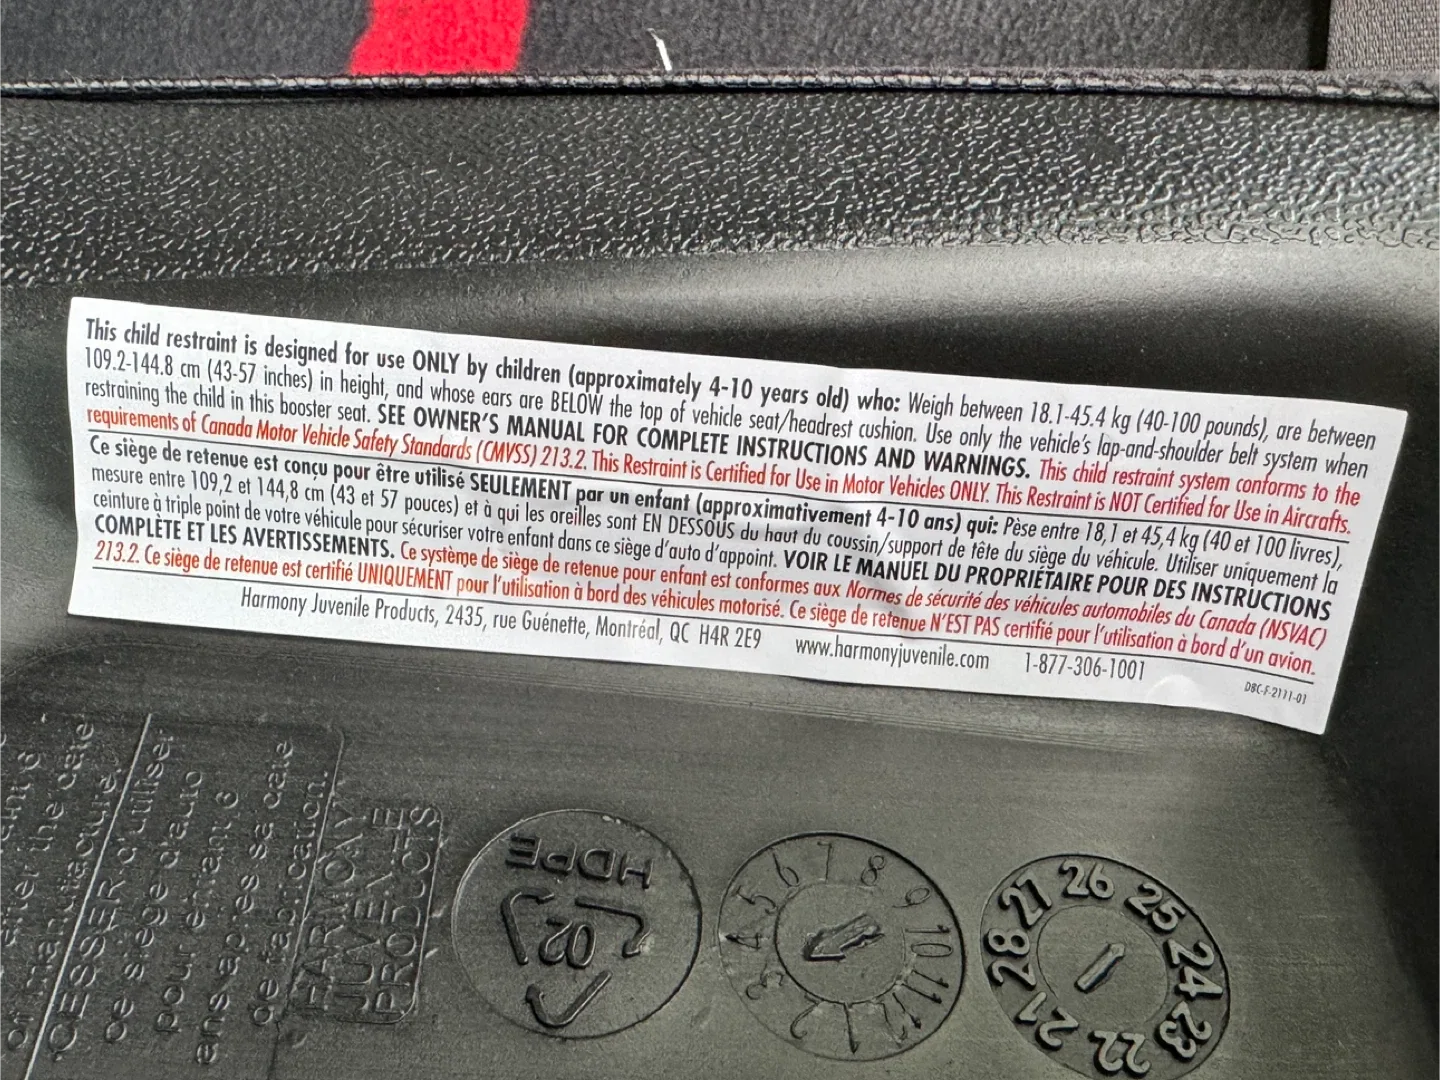 This child restraint is designed for use ONLY by children (approximately 4-10 years old) who: Weigh between 18.1-45.4 kg (40-100 pounds), are between
109.2-144.8 cm (43-57 inches) in height, and whose ears are BELOW the top of vehicle seat/headrest cushion. Use only the vehicle's lap-and-shoulder belt system when
restraining the child in this booster seat. SEE OWNER'S MANUAL FOR COMPLETE INSTRUCTIONS AND WARNINGS. This child restraint system conforms to the
requirements of Canada Motor Vehicle Safety Standards (CMVSS) 213.2. This Restraint is Certified for Use in Motor Vehicles ONLY. This Restraint is NOT Certified for Use in Aircrafts.
Ce siège de retenue est conçu pour être utilisé SEULEMENT par un enfant (approximativement 4-10 ans) qui: Pèse entre 18,1 et 45,4 kg (40 et 100 livres),
mesure entre 109,2 et 144,8 cm (43 et 57 pouces) et à qui les oreilles sont EN DESSOUS du haut du coussin/support de tête du siège du véhicule. Utiliser uniquement la
ceinture à triple point de votre véhicule pour sécuriser votre enfant dans ce siège d'auto d'appoint. VOIR LE MANUEL DU PROPRIÉTAIRE POUR DES INSTRUCTIONS
COMPLÈTE ET LES AVERTISSEMENTS. Ce système de siège de retenue pour enfant est conformes aux Normes de sécurité des véhicules automobiles du Canada (NSVAC)
213.2. Ce siège de retenue est certifié UNIQUEMENT pour l'utilisation à bord des véhicules motorisé. Ce siège de retenue N'EST PAS certifié pour l'utilisation à bord d'un avion.
Harmony Juvenile Products, 2435, rue Guénette, Montréal, QC H4R 2E9 www.harmonyjuvenile.com 1-877-306-1001
DBC-F-2111-01
after the date
of manufacture.
CESSER d'utiliser
ce siège d'auto
pour enfant 6
ans après sa date
de fabrication.
HARMONY
JUVENILE
PRODUCTS
HDPE
02
1 2 3 4 5 6 7 8 9 10 11 12
21 22 23 24 25 26 27 28